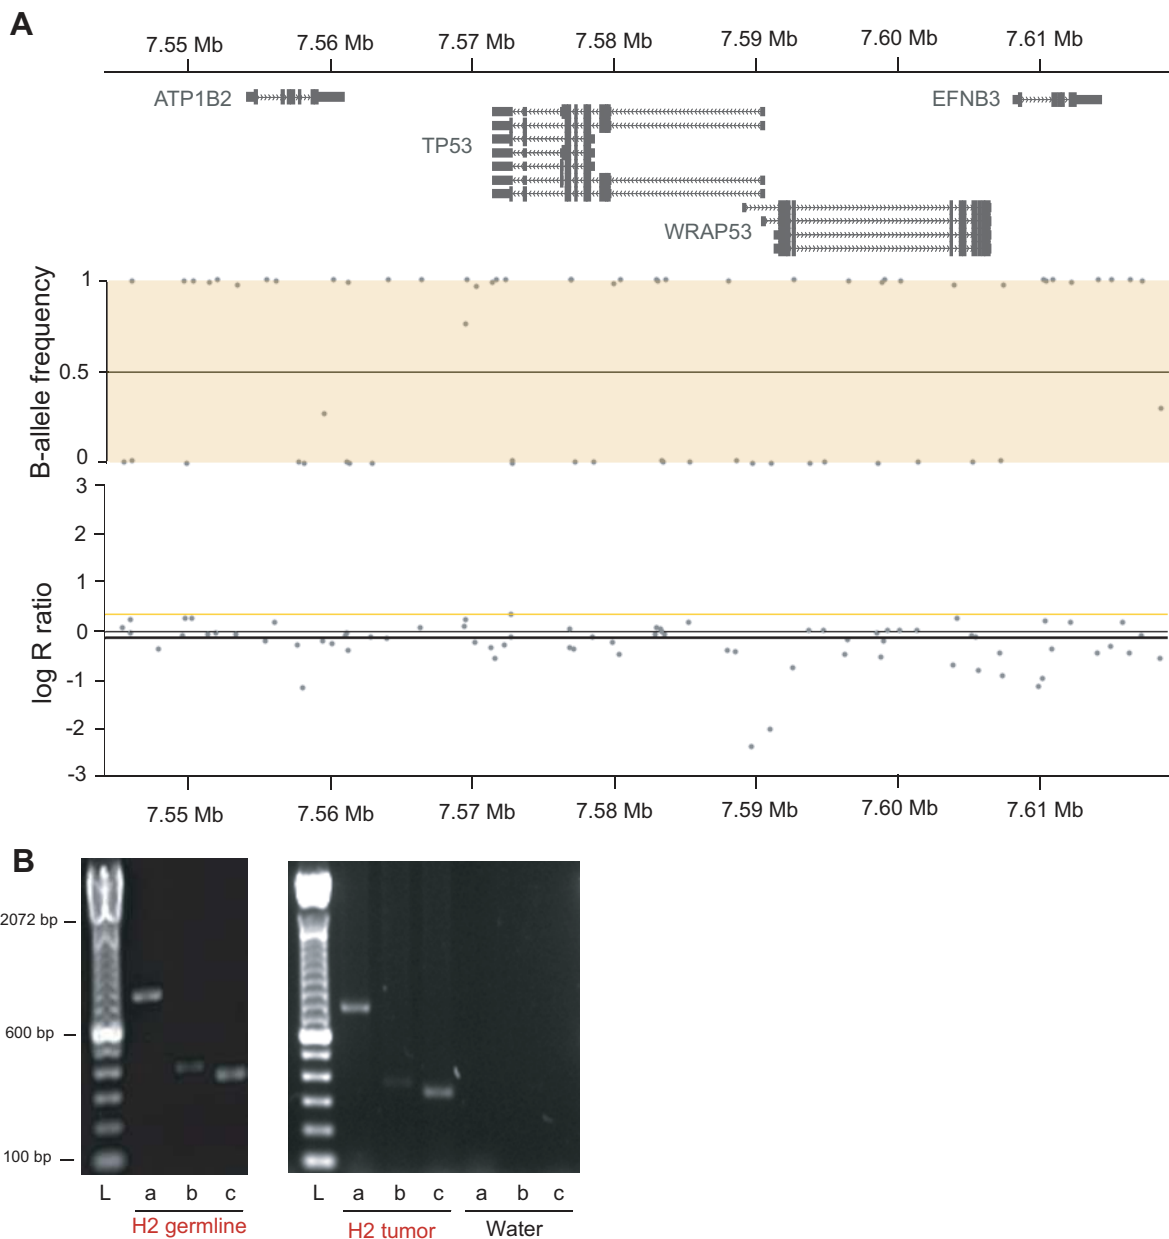 A
7.55 Mb 7.56 Mb 7.57 Mb 7.58 Mb 7.59 Mb 7.60 Mb 7.61 Mb
ATP1B2
EFNB3
TP53
WRAP53
B-allele frequency
1
0.5
0
log R ratio
3
2
1
0
-1
-2
-3
7.55 Mb 7.56 Mb 7.57 Mb 7.58 Mb 7.59 Mb 7.60 Mb 7.61 Mb
B
2072 bp
600 bp
100 bp
L a b c
H2 germline
L a b c a b c
H2 tumor Water